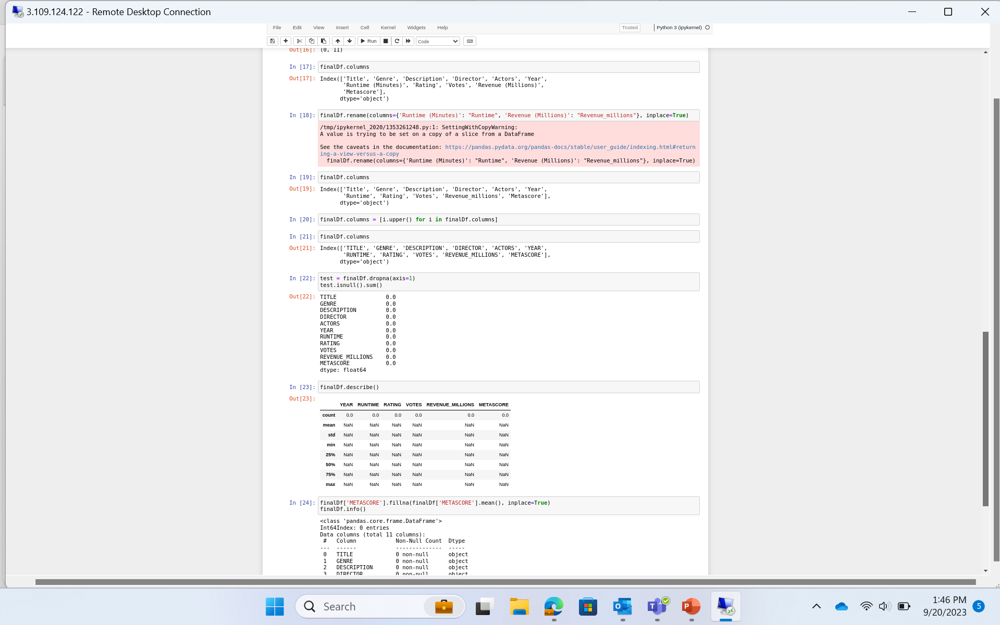 3.109.124.122 - Remote Desktop Connection
File Edit View Insert Cell Kernel Widgets Help Trusted Python 3 (ipykernel)
Run Code
Out[16]: (0, 11)
In [17]: finalDf.columns
Out[17]: Index(['Title', 'Genre', 'Description', 'Director', 'Actors', 'Year',
'Runtime (Minutes)', 'Rating', 'Votes', 'Revenue (Millions)',
'Metascore'],
dtype='object')
In [18]: finalDf.rename(columns={'Runtime (Minutes)': "Runtime", 'Revenue (Millions)': "Revenue_millions"}, inplace=True)
/tmp/ipykernel_2020/1353261248.py:1: SettingWithCopyWarning:
A value is trying to be set on a copy of a slice from a DataFrame
See the caveats in the documentation: https://pandas.pydata.org/pandas-docs/stable/user_guide/indexing.html#return
ing-a-view-versus-a-copy
finalDf.rename(columns={'Runtime (Minutes)': "Runtime", 'Revenue (Millions)': "Revenue_millions"}, inplace=True)
In [19]: finalDf.columns
Out[19]: Index(['Title', 'Genre', 'Description', 'Director', 'Actors', 'Year',
'Runtime', 'Rating', 'Votes', 'Revenue_millions', 'Metascore'],
dtype='object')
In [20]: finalDf.columns = [i.upper() for i in finalDf.columns]
In [21]: finalDf.columns
Out[21]: Index(['TITLE', 'GENRE', 'DESCRIPTION', 'DIRECTOR', 'ACTORS', 'YEAR',
'RUNTIME', 'RATING', 'VOTES', 'REVENUE_MILLIONS', 'METASCORE'],
dtype='object')
In [22]: test = finalDf.dropna(axis=1)
test.isnull().sum()
Out[22]: TITLE 0.0
GENRE 0.0
DESCRIPTION 0.0
DIRECTOR 0.0
ACTORS 0.0
YEAR 0.0
RUNTIME 0.0
RATING 0.0
VOTES 0.0
REVENUE_MILLIONS 0.0
METASCORE 0.0
dtype: float64
In [23]: finalDf.describe()
Out[23]:
YEAR RUNTIME RATING VOTES REVENUE_MILLIONS METASCORE
count 0.0 0.0 0.0 0.0 0.0 0.0
mean NaN NaN NaN NaN NaN NaN
std NaN NaN NaN NaN NaN NaN
min NaN NaN NaN NaN NaN NaN
25% NaN NaN NaN NaN NaN NaN
50% NaN NaN NaN NaN NaN NaN
75% NaN NaN NaN NaN NaN NaN
max NaN NaN NaN NaN NaN NaN
In [24]: finalDf['METASCORE'].fillna(finalDf['METASCORE'].mean(), inplace=True)
finalDf.info()
<class 'pandas.core.frame.DataFrame'>
Int64Index: 0 entries
Data columns (total 11 columns):
# Column Non-Null Count Dtype
--- ------ -------------- -----
0 TITLE 0 non-null object
1 GENRE 0 non-null object
2 DESCRIPTION 0 non-null object
3 DIRECTOR 0 non-null object
Search
1:46 PM
9/20/2023 5